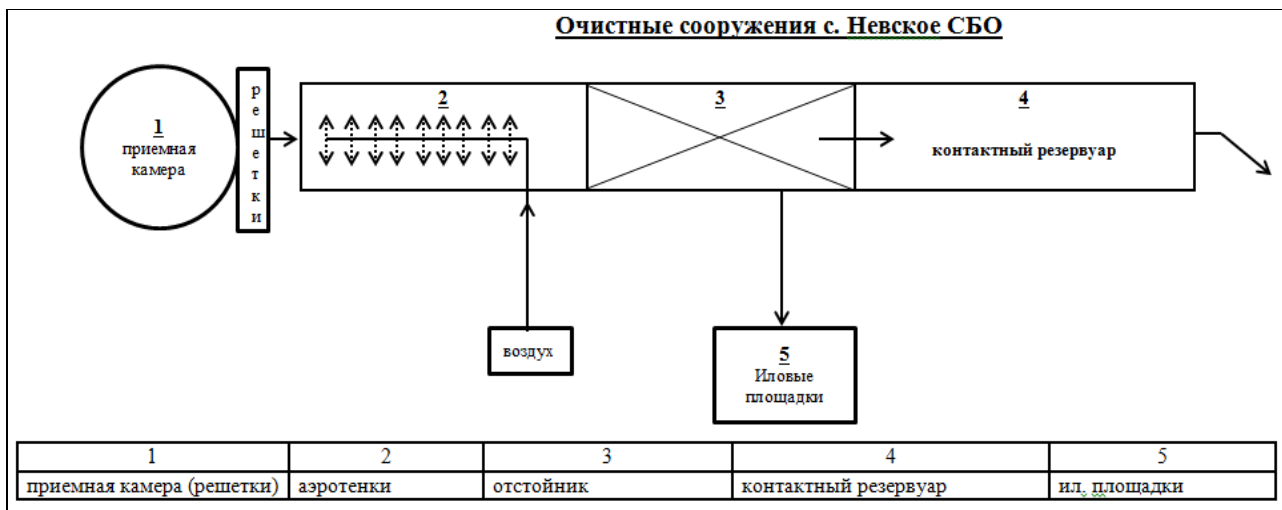 Очистные сооружения с. Невское СБО
1
приемная
камера
решетки
2
3
4
контактный резервуар
воздух
5
Иловые
площадки
1 2 3 4 5
приемная камера (решетки) аэротенки отстойник контактный резервуар ил. площадки